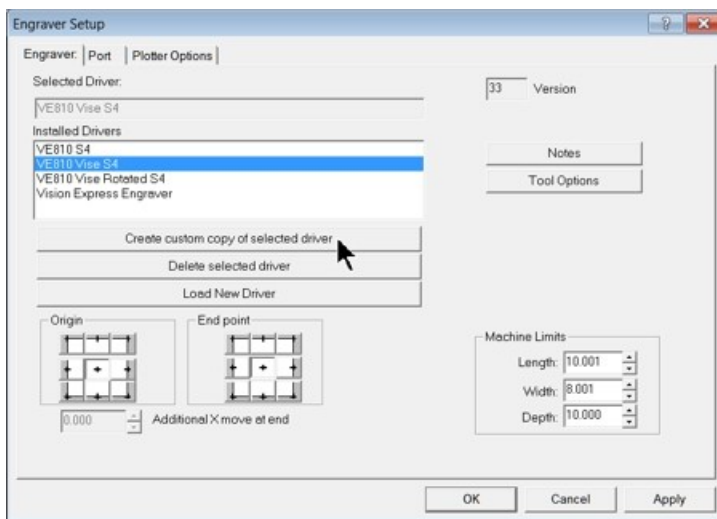 Engraver Setup
Engraver: Port Plotter Options
Selected Driver:
VE810 Vise S4
33 Version
Installed Drivers
VE810 S4
VE810 Vise S4
VE810 Vise Rotated S4
Vision Express Engraver
Notes
Tool Options
Create custom copy of selected driver
Delete selected driver
Load New Driver
Origin
End point
0.000 Additional X move at end
Machine Limits
Length: 10.001
Width: 8.001
Depth: 10.000
OK Cancel Apply